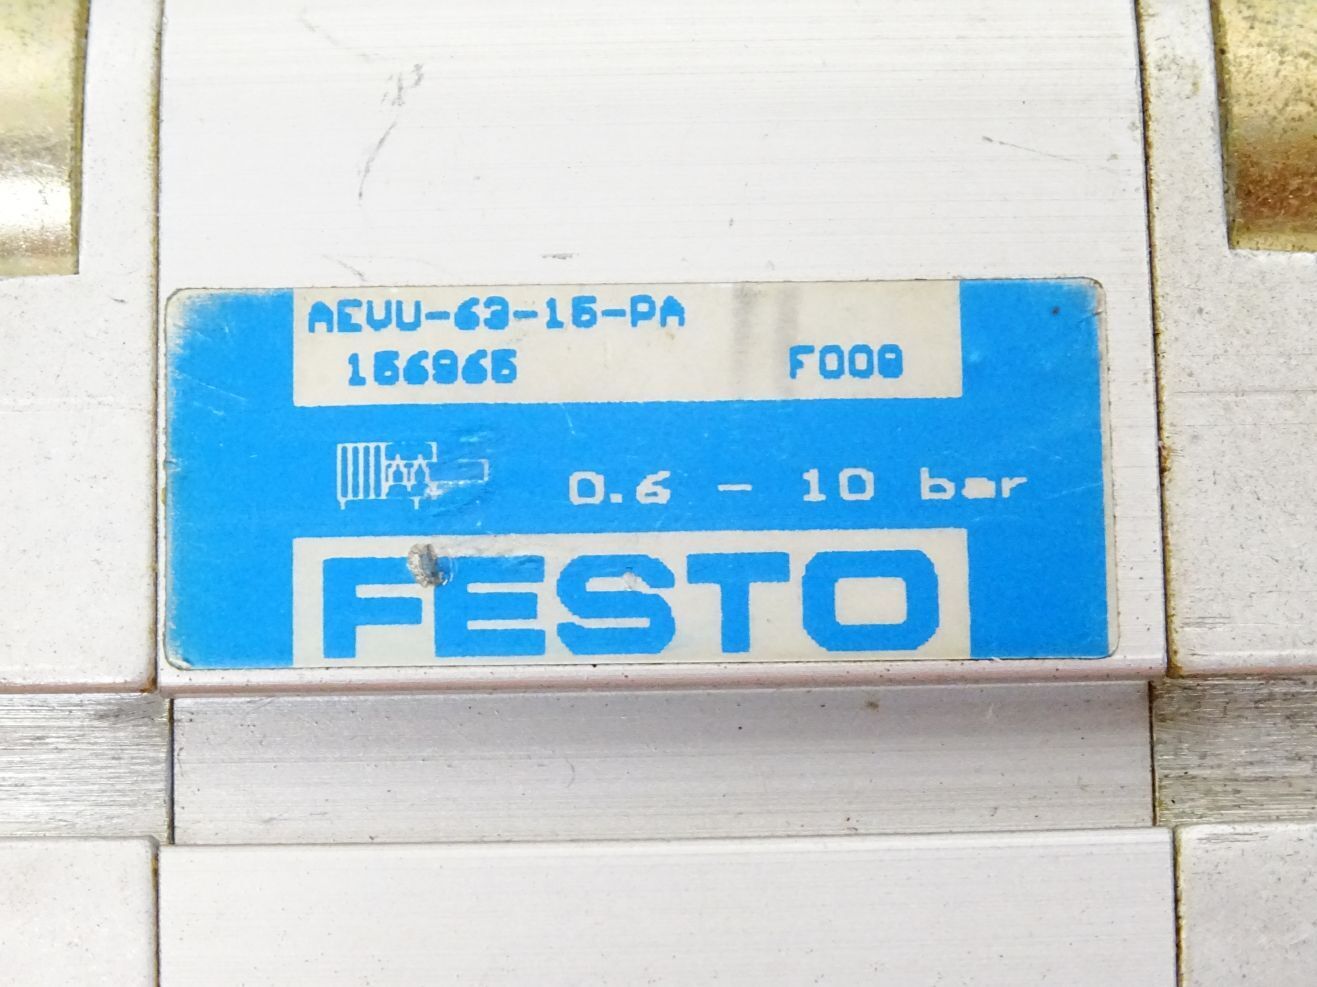 AEVU-63-15-PA
156965 F008
0.6 - 10 bar
FESTO